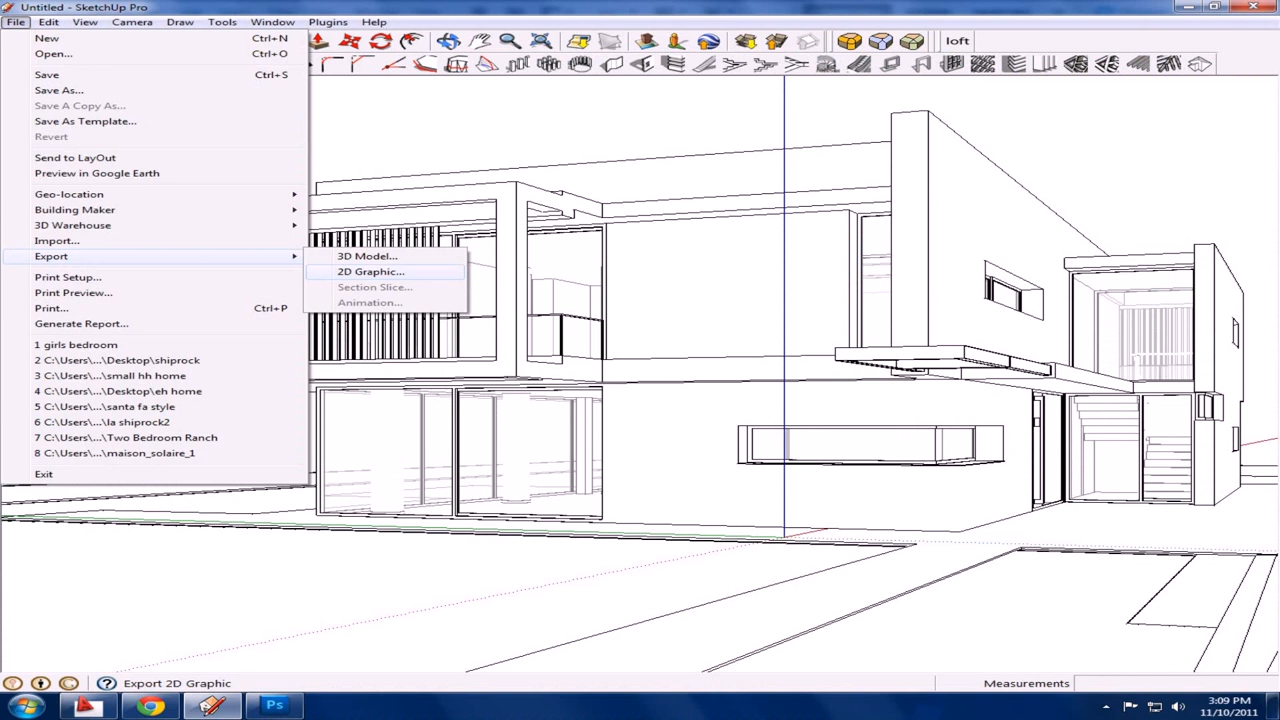 Untitled - SketchUp Pro
File Edit View Camera Draw Tools Window Plugins Help
New Ctrl+N
Open... Ctrl+O
Save Ctrl+S
Save As...
Save A Copy As...
Save As Template...
Revert
Send to LayOut
Preview in Google Earth
Geo-location
Building Maker
3D Warehouse
Import...
Export
Print Setup...
Print Preview...
Print... Ctrl+P
Generate Report...
1 girls bedroom
2 C:\Users\...\Desktop\shiprock
3 C:\Users\...\small hh home
4 C:\Users\...\Desktop\eh home
5 C:\Users\...\santa fa style
6 C:\Users\...\la shiprock2
7 C:\Users\...\Two Bedroom Ranch
8 C:\Users\...\maison_solaire_1
Exit
3D Model...
2D Graphic...
Section Slice...
Animation...
loft
Export 2D Graphic
Measurements
Ps
3:09 PM
11/10/2011